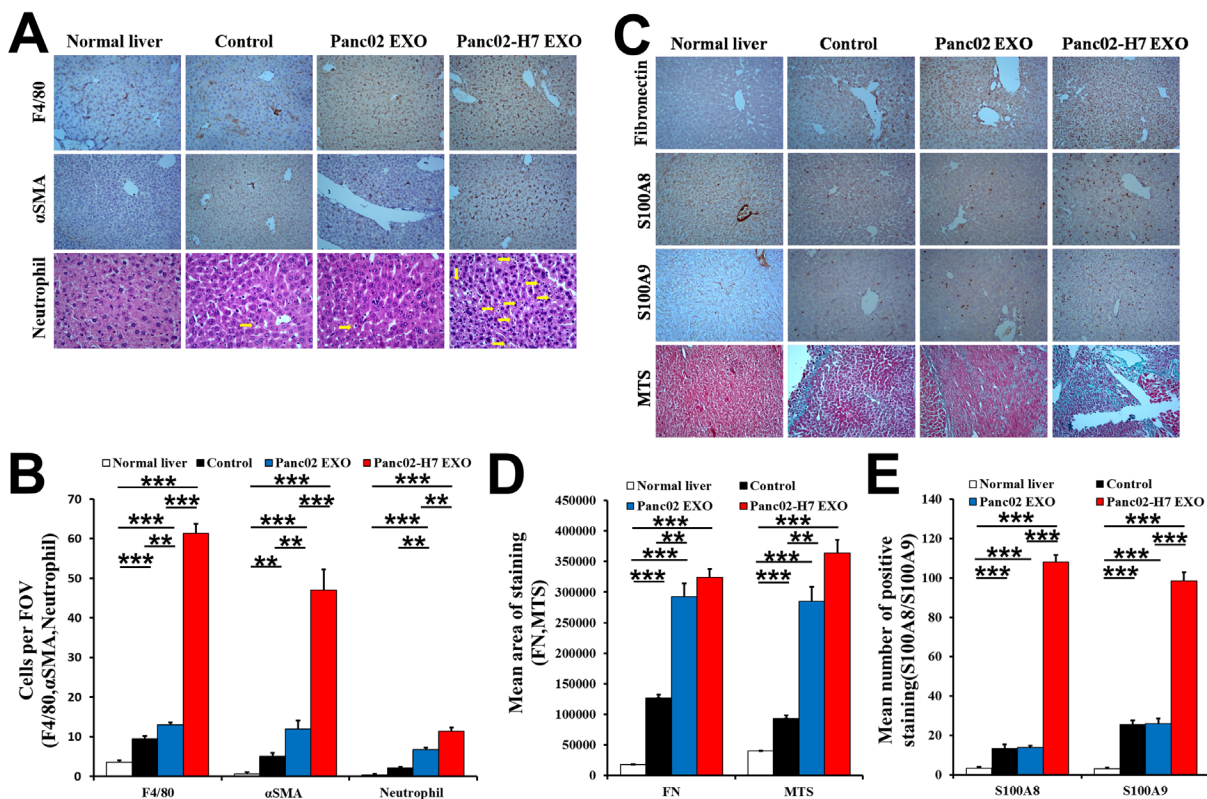 A
Normal liver Control Panc02 EXO Panc02-H7 EXO
F4/80
αSMA
Neutrophil
C
Normal liver Control Panc02 EXO Panc02-H7 EXO
Fibronectin
S100A8
S100A9
MTS
B
Normal liver Control Panc02 EXO Panc02-H7 EXO
Cells per FOV
(F4/80,αSMA,Neutrophil)
70
60
50
40
30
20
10
0
*** *** ***
*** *** **
*** *** ***
** ** **
*** **
F4/80 αSMA Neutrophil
D
Normal liver Control
Panc02 EXO Panc02-H7 EXO
Mean area of staining
(FN,MTS)
450000
400000
350000
300000
250000
200000
150000
100000
50000
0
*** ***
** **
*** ***
*** ***
FN MTS
E
Normal liver Control
Panc02 EXO Panc02-H7 EXO
Mean number of positive
staining(S100A8/S100A9)
140
120
100
80
60
40
20
0
*** ***
*** ***
*** ***
*** ***
S100A8 S100A9